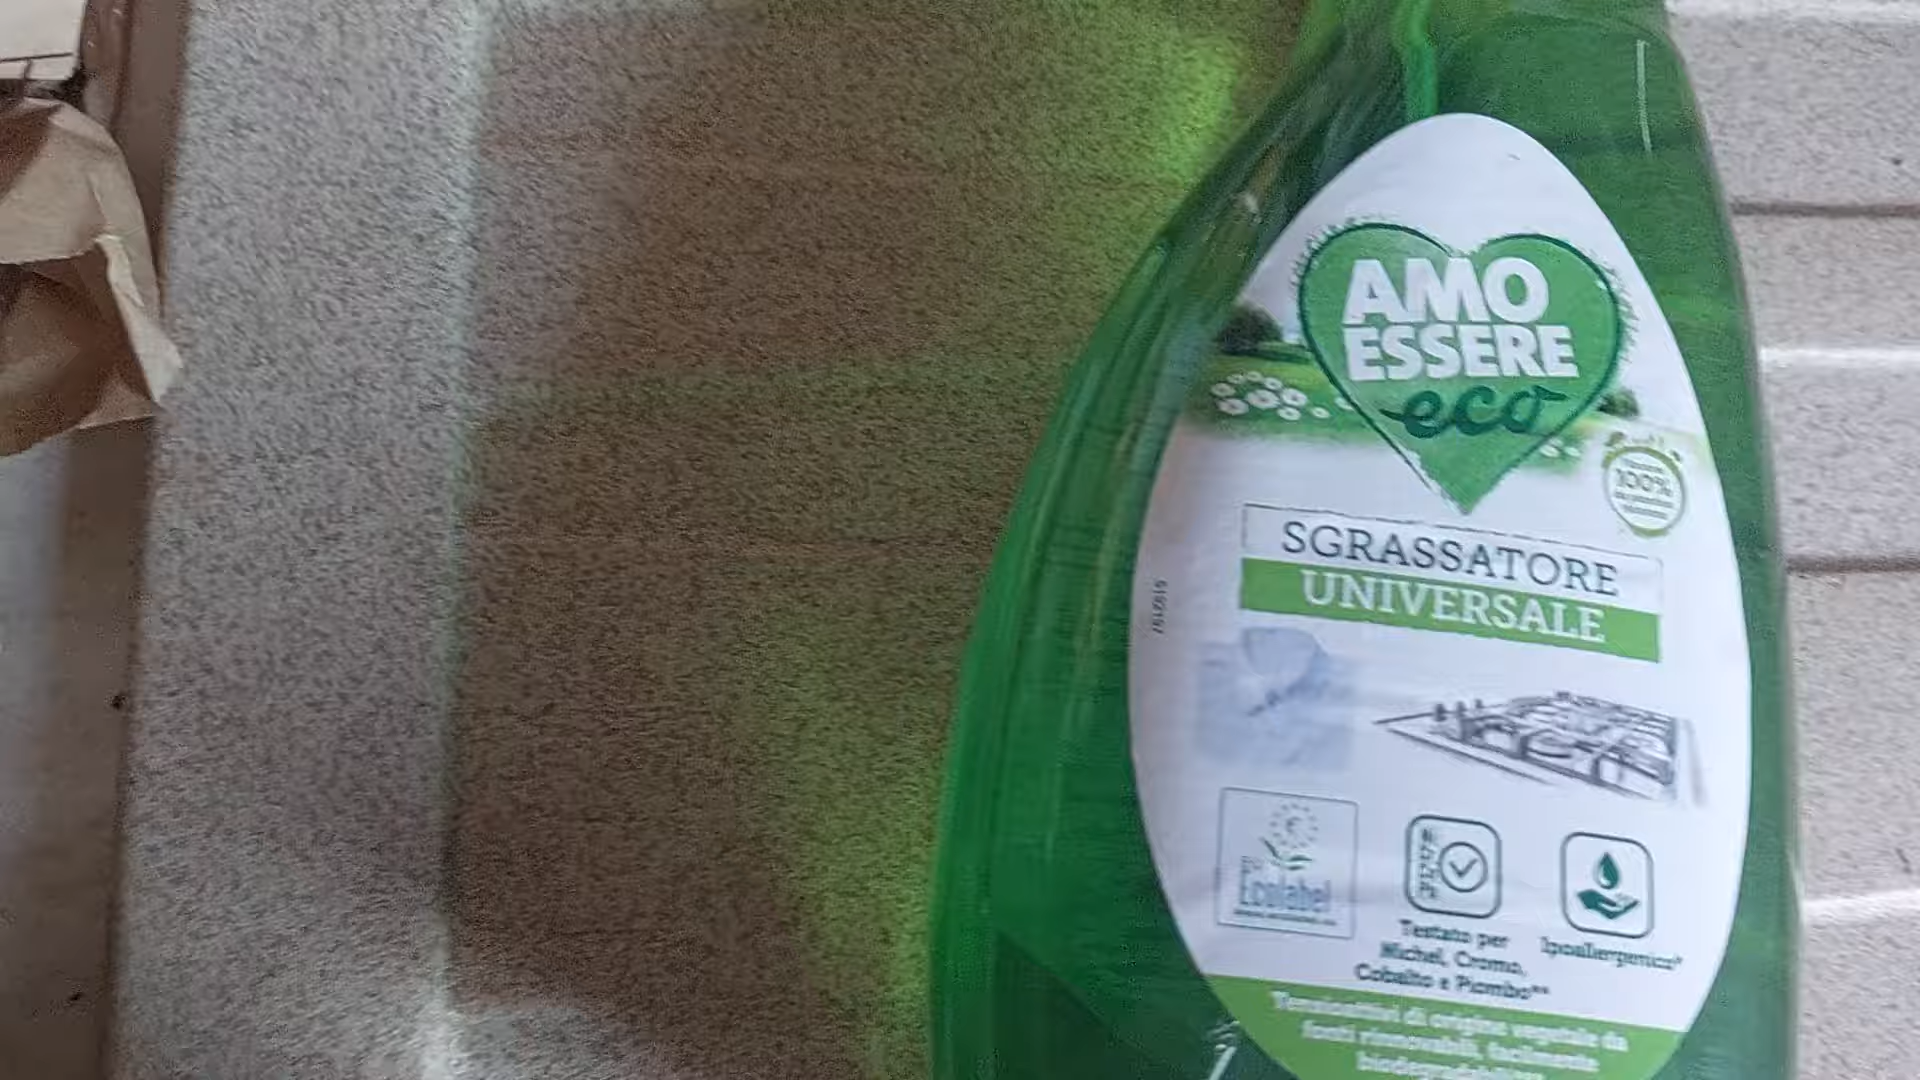 AMO
ESSERE
eco
100%
SGRASSATORE
UNIVERSALE
Ecolabel
Testato per
Nichel, Cromo,
Cobalto e Piombo**
Ipoallergenico*
Tensioattivi di origine vegetale da
fonti rinnovabili, facilmente